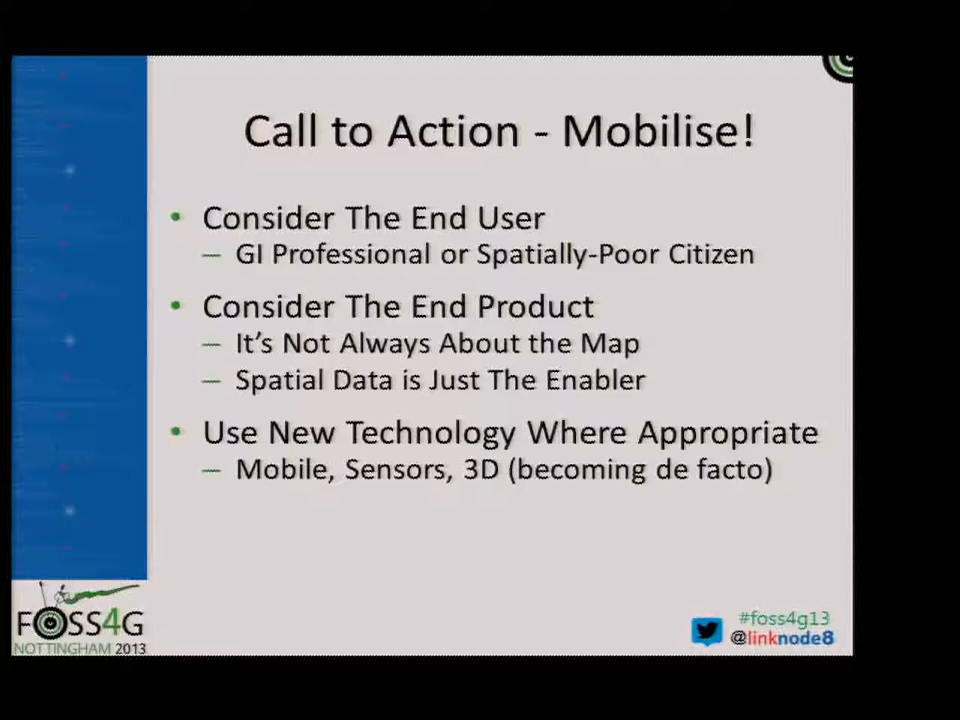 Call to Action - Mobilise!
• Consider The End User
– GI Professional or Spatially-Poor Citizen
• Consider The End Product
– It's Not Always About the Map
– Spatial Data is Just The Enabler
• Use New Technology Where Appropriate
– Mobile, Sensors, 3D (becoming de facto)
FOSS4G
NOTTINGHAM 2013
#foss4g13
@linknode8